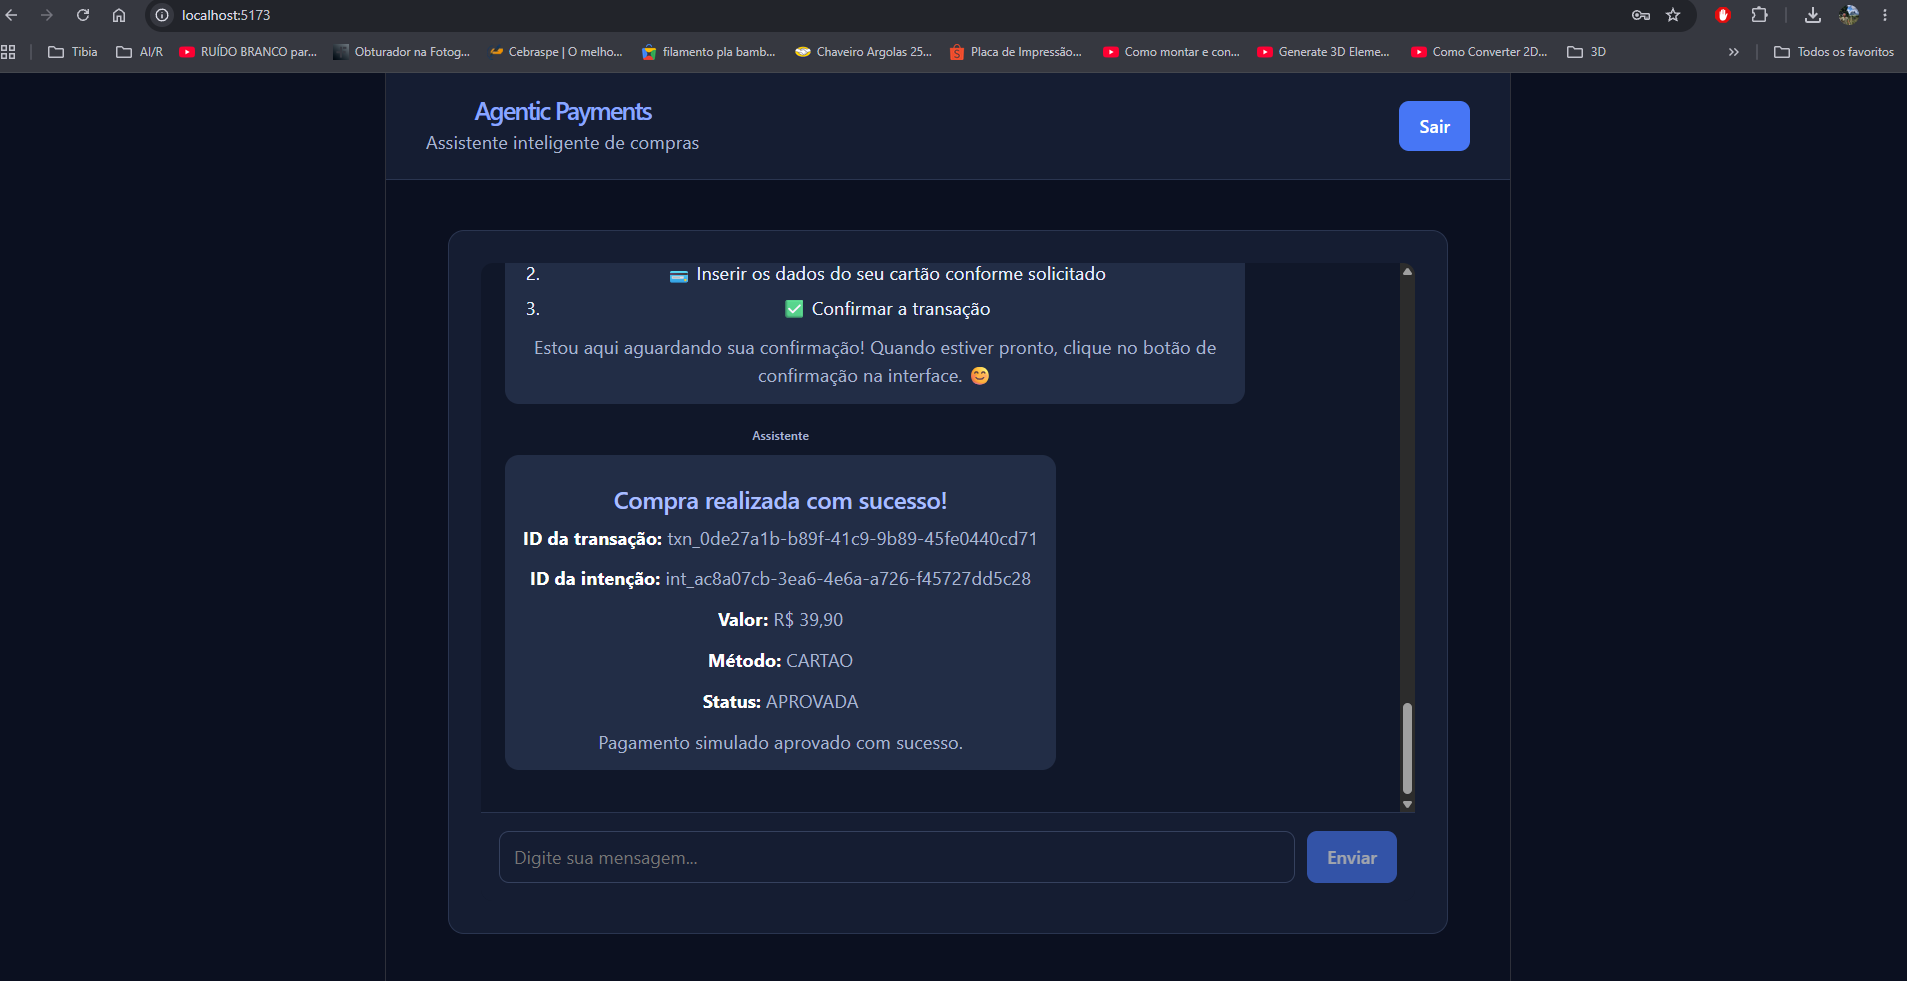 localhost:5173
Tibia
AI/R
RUÍDO BRANCO par...
Obturador na Fotog...
Cebraspe | O melho...
filamento pla bamb...
Chaveiro Argolas 25...
Placa de Impressão...
Como montar e con...
Generate 3D Eleme...
Como Converter 2D...
3D
»
Todos os favoritos
Agentic Payments
Assistente inteligente de compras
Sair
2. 💳 Inserir os dados do seu cartão conforme solicitado
3. ✅ Confirmar a transação
Estou aqui aguardando sua confirmação! Quando estiver pronto, clique no botão de
confirmação na interface. 😊
Assistente
Compra realizada com sucesso!
ID da transação: txn_0de27a1b-b89f-41c9-9b89-45fe0440cd71
ID da intenção: int_ac8a07cb-3ea6-4e6a-a726-f45727dd5c28
Valor: R$ 39,90
Método: CARTAO
Status: APROVADA
Pagamento simulado aprovado com sucesso.
Digite sua mensagem...
Enviar